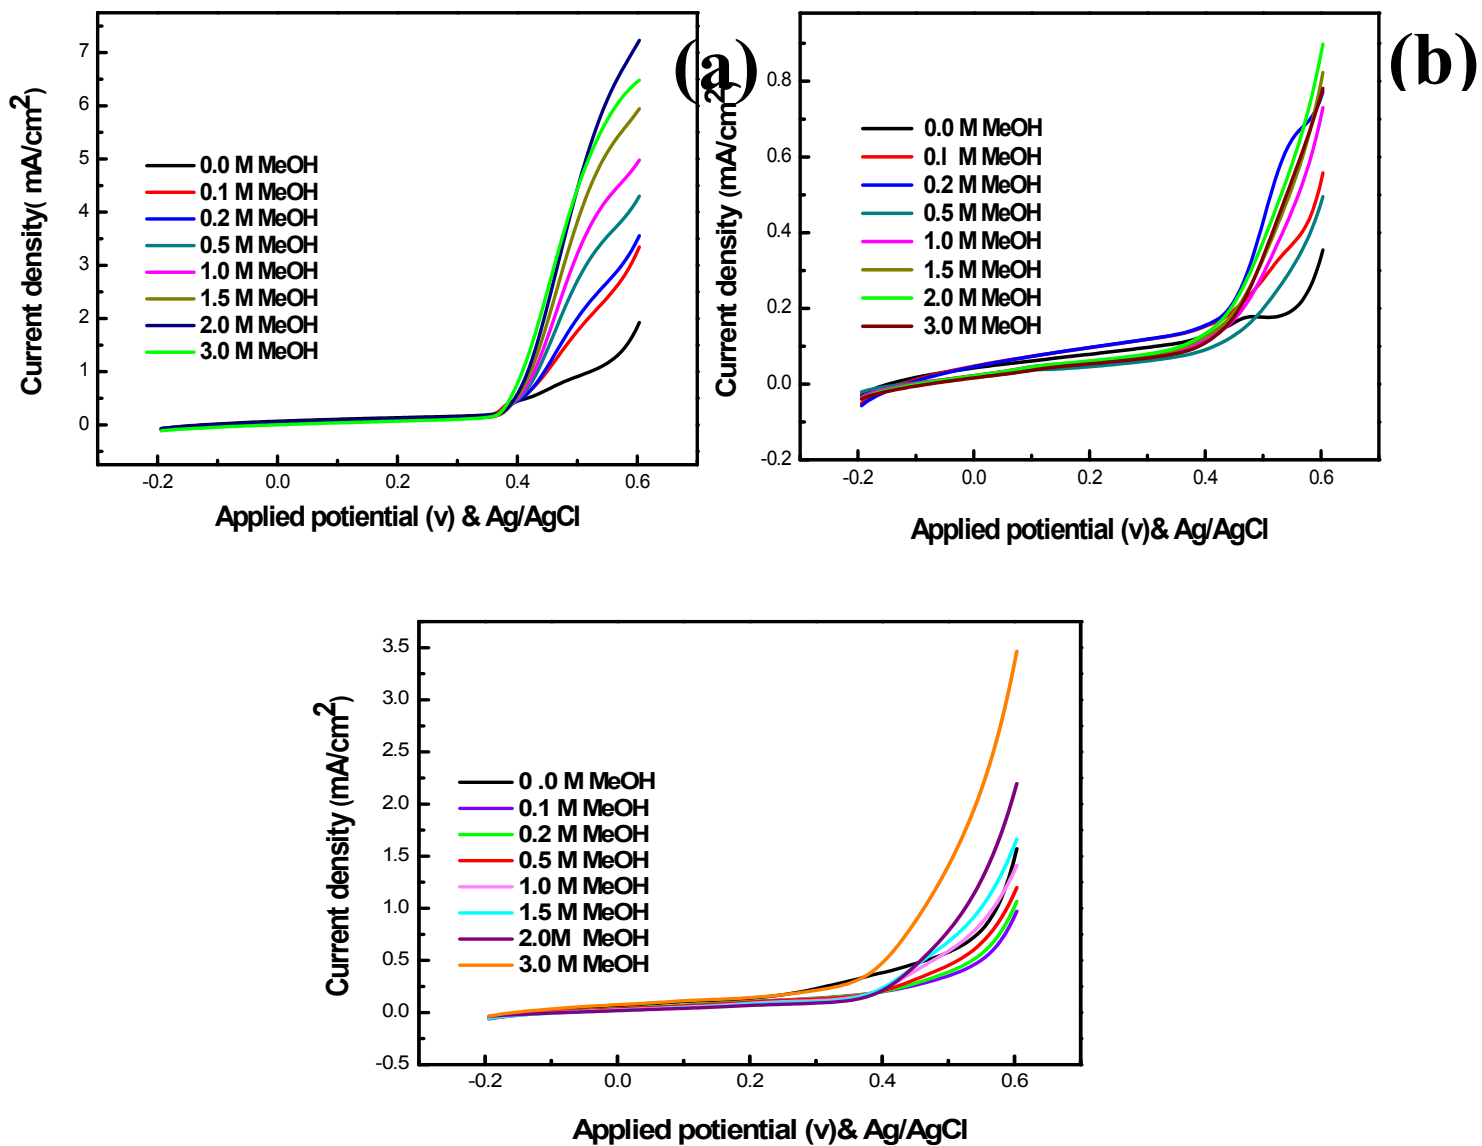 (a)
7
6
5
4
3
2
1
0
Current density( mA/cm2)
0.0 M MeOH
0.1 M MeOH
0.2 M MeOH
0.5 M MeOH
1.0 M MeOH
1.5 M MeOH
2.0 M MeOH
3.0 M MeOH
-0.2 0.0 0.2 0.4 0.6
Applied potiential (v) & Ag/AgCl
(b)
0.8
0.6
0.4
0.2
0.0
-0.2
Current density (mA/cm2)
0.0 M MeOH
0.l M MeOH
0.2 M MeOH
0.5 M MeOH
1.0 M MeOH
1.5 M MeOH
2.0 M MeOH
3.0 M MeOH
-0.2 0.0 0.2 0.4 0.6
Applied potiential (v)& Ag/AgCl
3.5
3.0
2.5
2.0
1.5
1.0
0.5
0.0
-0.5
Current density (mA/cm2)
0 .0 M MeOH
0.1 M MeOH
0.2 M MeOH
0.5 M MeOH
1.0 M MeOH
1.5 M MeOH
2.0M MeOH
3.0 M MeOH
-0.2 0.0 0.2 0.4 0.6
Applied potiential (v)& Ag/AgCl